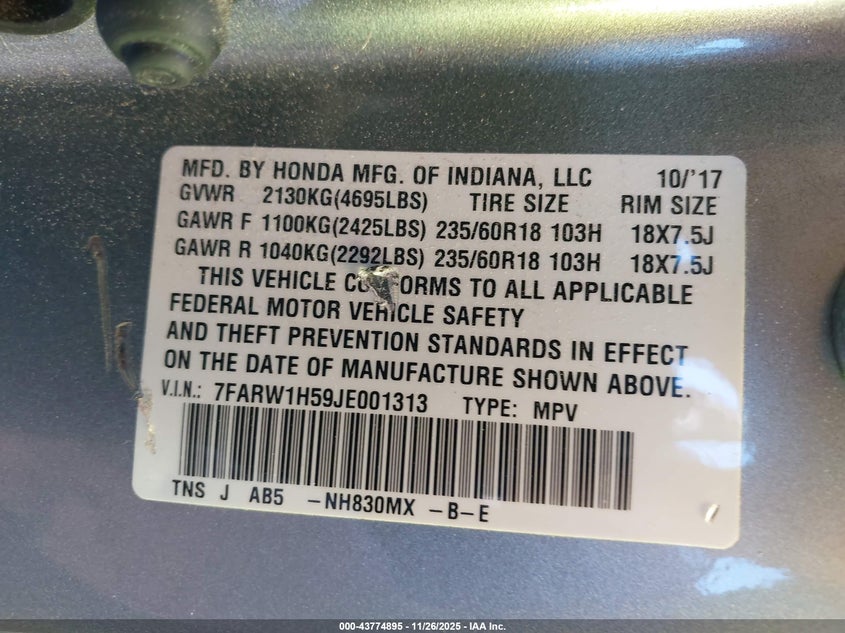 MFD. BY HONDA MFG. OF INDIANA, LLC 10/'17
GVWR 2130KG(4695LBS) TIRE SIZE RIM SIZE
GAWR F 1100KG(2425LBS) 235/60R18 103H 18X7.5J
GAWR R 1040KG(2292LBS) 235/60R18 103H 18X7.5J
THIS VEHICLE CONFORMS TO ALL APPLICABLE
FEDERAL MOTOR VEHICLE SAFETY
AND THEFT PREVENTION STANDARDS IN EFFECT
ON THE DATE OF MANUFACTURE SHOWN ABOVE.
V.I.N.: 7FARW1H59JE001313 TYPE: MPV
TNS J AB5 -NH830MX -B-E
000-43774895 - 11/26/2025 - IAA Inc.